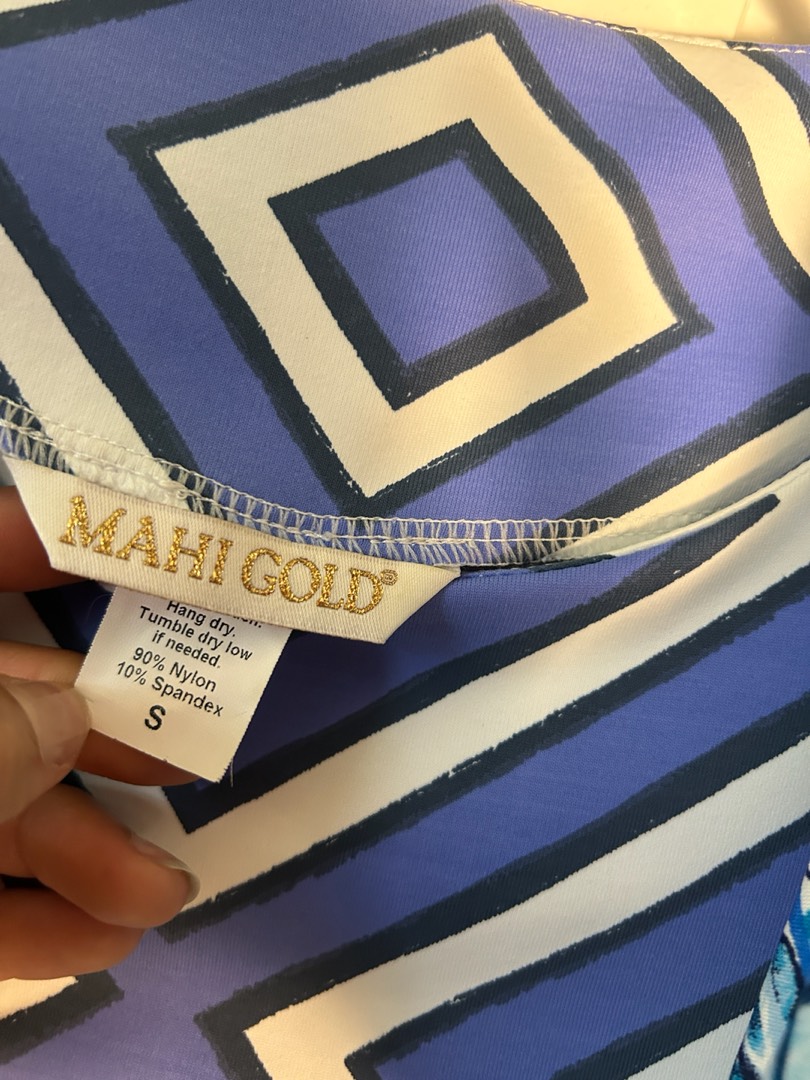 MAHI GOLD®
Hang dry.
Tumble dry low
if needed.
90% Nylon
10% Spandex
S